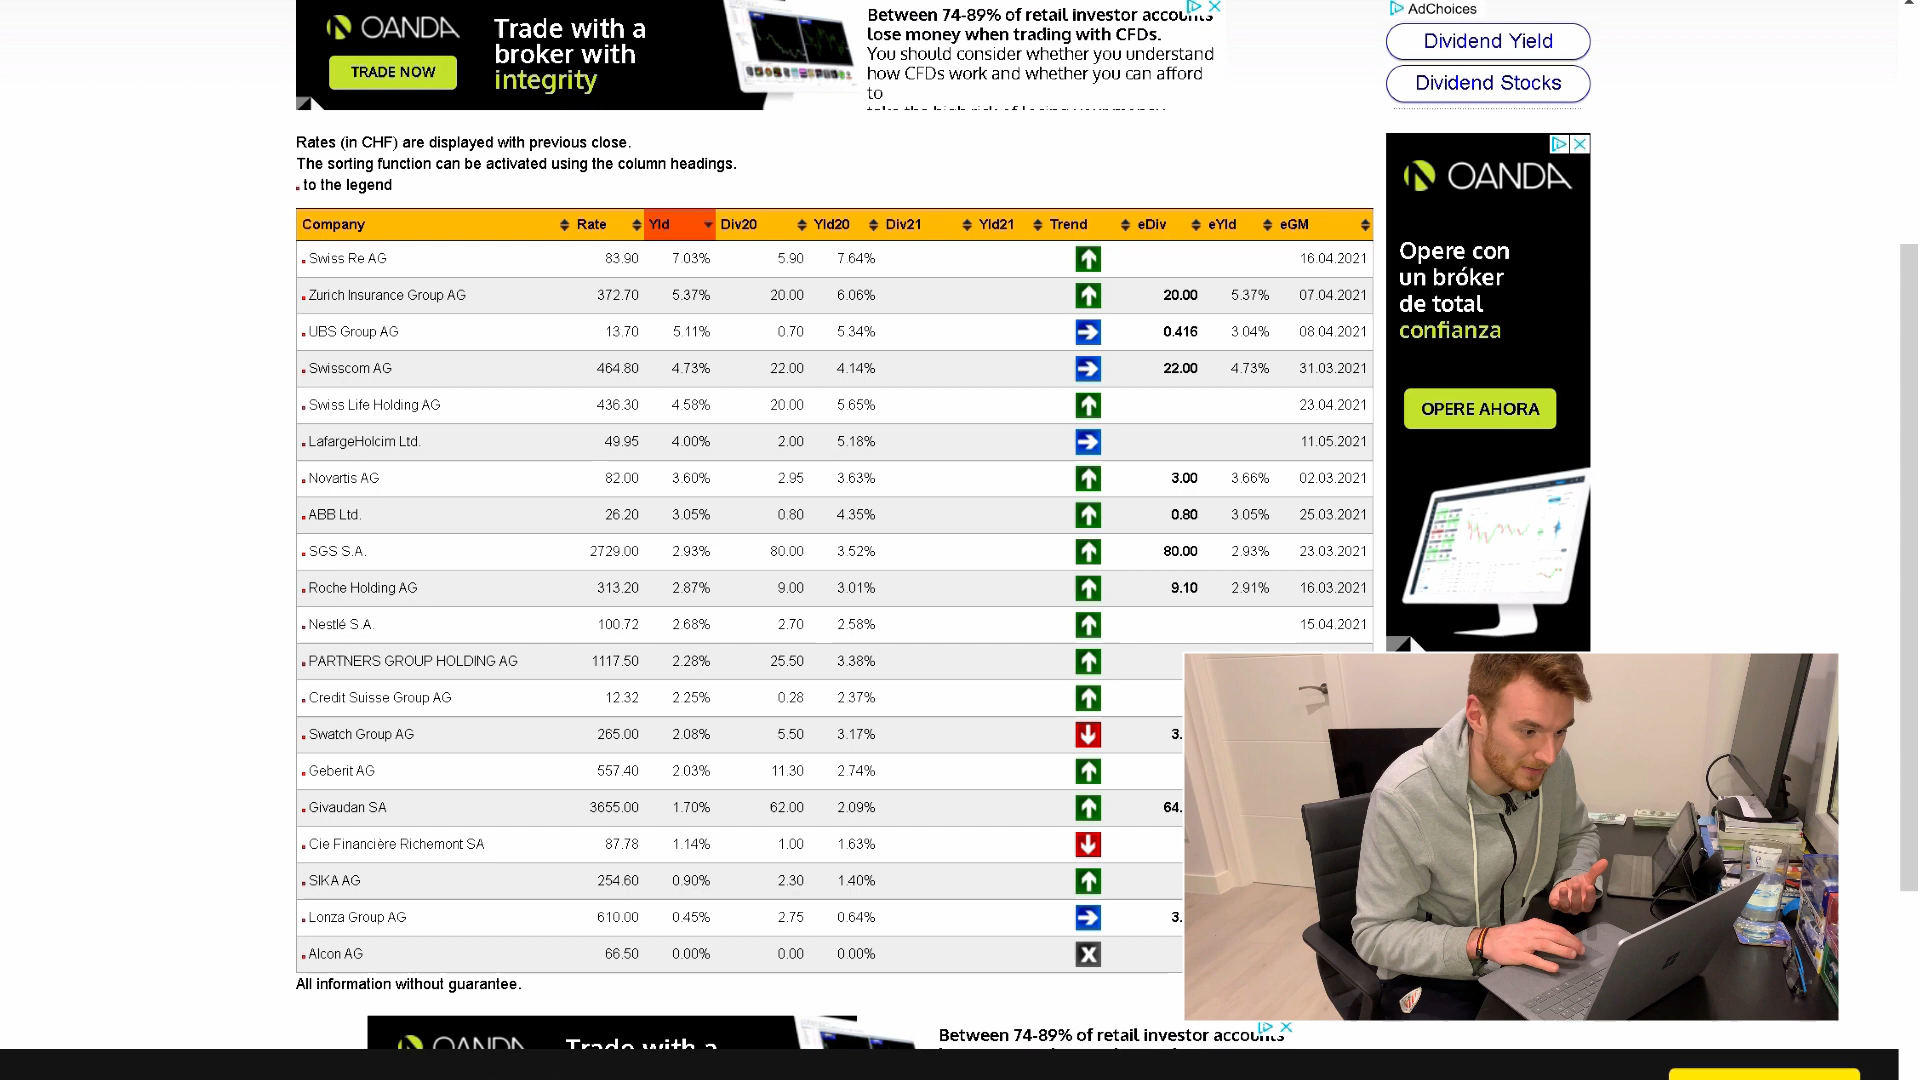 OANDA
TRADE NOW
Trade with a
broker with
integrity
Between 74-89% of retail investor accounts
lose money when trading with CFDs.
You should consider whether you understand
how CFDs work and whether you can afford
to
AdChoices
Dividend Yield
Dividend Stocks
Rates (in CHF) are displayed with previous close.
The sorting function can be activated using the column headings.
to the legend
Company Rate Yld Div20 Yld20 Div21 Yld21 Trend eDiv eYld eGM
Swiss Re AG 83.90 7.03% 5.90 7.64% 16.04.2021
Zurich Insurance Group AG 372.70 5.37% 20.00 6.06% 20.00 5.37% 07.04.2021
UBS Group AG 13.70 5.11% 0.70 5.34% 0.416 3.04% 08.04.2021
Swisscom AG 464.80 4.73% 22.00 4.14% 22.00 4.73% 31.03.2021
Swiss Life Holding AG 436.30 4.58% 20.00 5.65% 23.04.2021
LafargeHolcim Ltd. 49.95 4.00% 2.00 5.18% 11.05.2021
Novartis AG 82.00 3.60% 2.95 3.63% 3.00 3.66% 02.03.2021
ABB Ltd. 26.20 3.05% 0.80 4.35% 0.80 3.05% 25.03.2021
SGS S.A. 2729.00 2.93% 80.00 3.52% 80.00 2.93% 23.03.2021
Roche Holding AG 313.20 2.87% 9.00 3.01% 9.10 2.91% 16.03.2021
Nestlé S.A. 100.72 2.68% 2.70 2.58% 15.04.2021
PARTNERS GROUP HOLDING AG 1117.50 2.28% 25.50 3.38%
Credit Suisse Group AG 12.32 2.25% 0.28 2.37%
Swatch Group AG 265.00 2.08% 5.50 3.17% 3.
Geberit AG 557.40 2.03% 11.30 2.74%
Givaudan SA 3655.00 1.70% 62.00 2.09% 64.
Cie Financière Richemont SA 87.78 1.14% 1.00 1.63%
SIKA AG 254.60 0.90% 2.30 1.40%
Lonza Group AG 610.00 0.45% 2.75 0.64% 3.
Alcon AG 66.50 0.00% 0.00 0.00%
All information without guarantee.
OANDA
Opere con
un bróker
de total
confianza
OPERE AHORA
OANDA
Trade with a
Between 74-89% of retail investor accounts